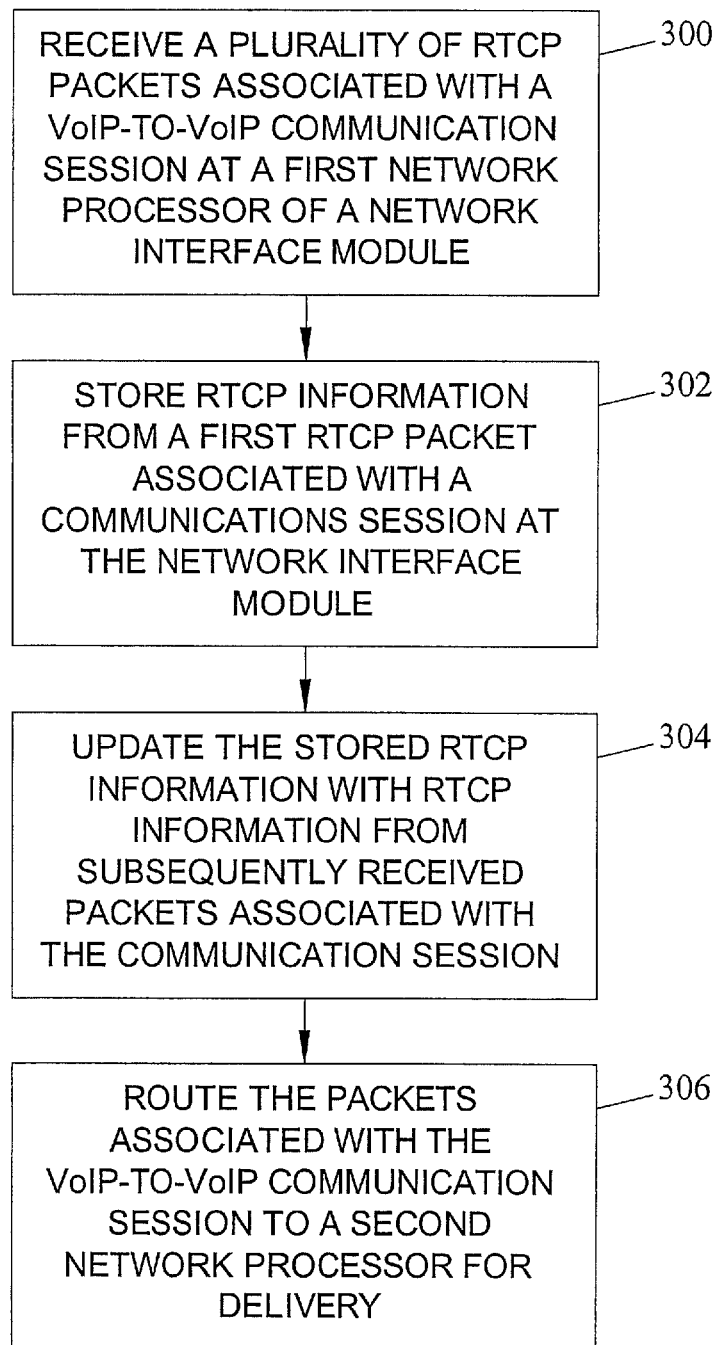 RECEIVE A PLURALITY OF RTCP
PACKETS ASSOCIATED WITH A
VoIP-TO-VoIP COMMUNICATION
SESSION AT A FIRST NETWORK
PROCESSOR OF A NETWORK
INTERFACE MODULE
300
STORE RTCP INFORMATION
FROM A FIRST RTCP PACKET
ASSOCIATED WITH A
COMMUNICATIONS SESSION AT
THE NETWORK INTERFACE
MODULE
302
UPDATE THE STORED RTCP
INFORMATION WITH RTCP
INFORMATION FROM
SUBSEQUENTLY RECEIVED
PACKETS ASSOCIATED WITH
THE COMMUNICATION SESSION
304
ROUTE THE PACKETS
ASSOCIATED WITH THE
VoIP-TO-VoIP COMMUNICATION
SESSION TO A SECOND
NETWORK PROCESSOR FOR
DELIVERY
306